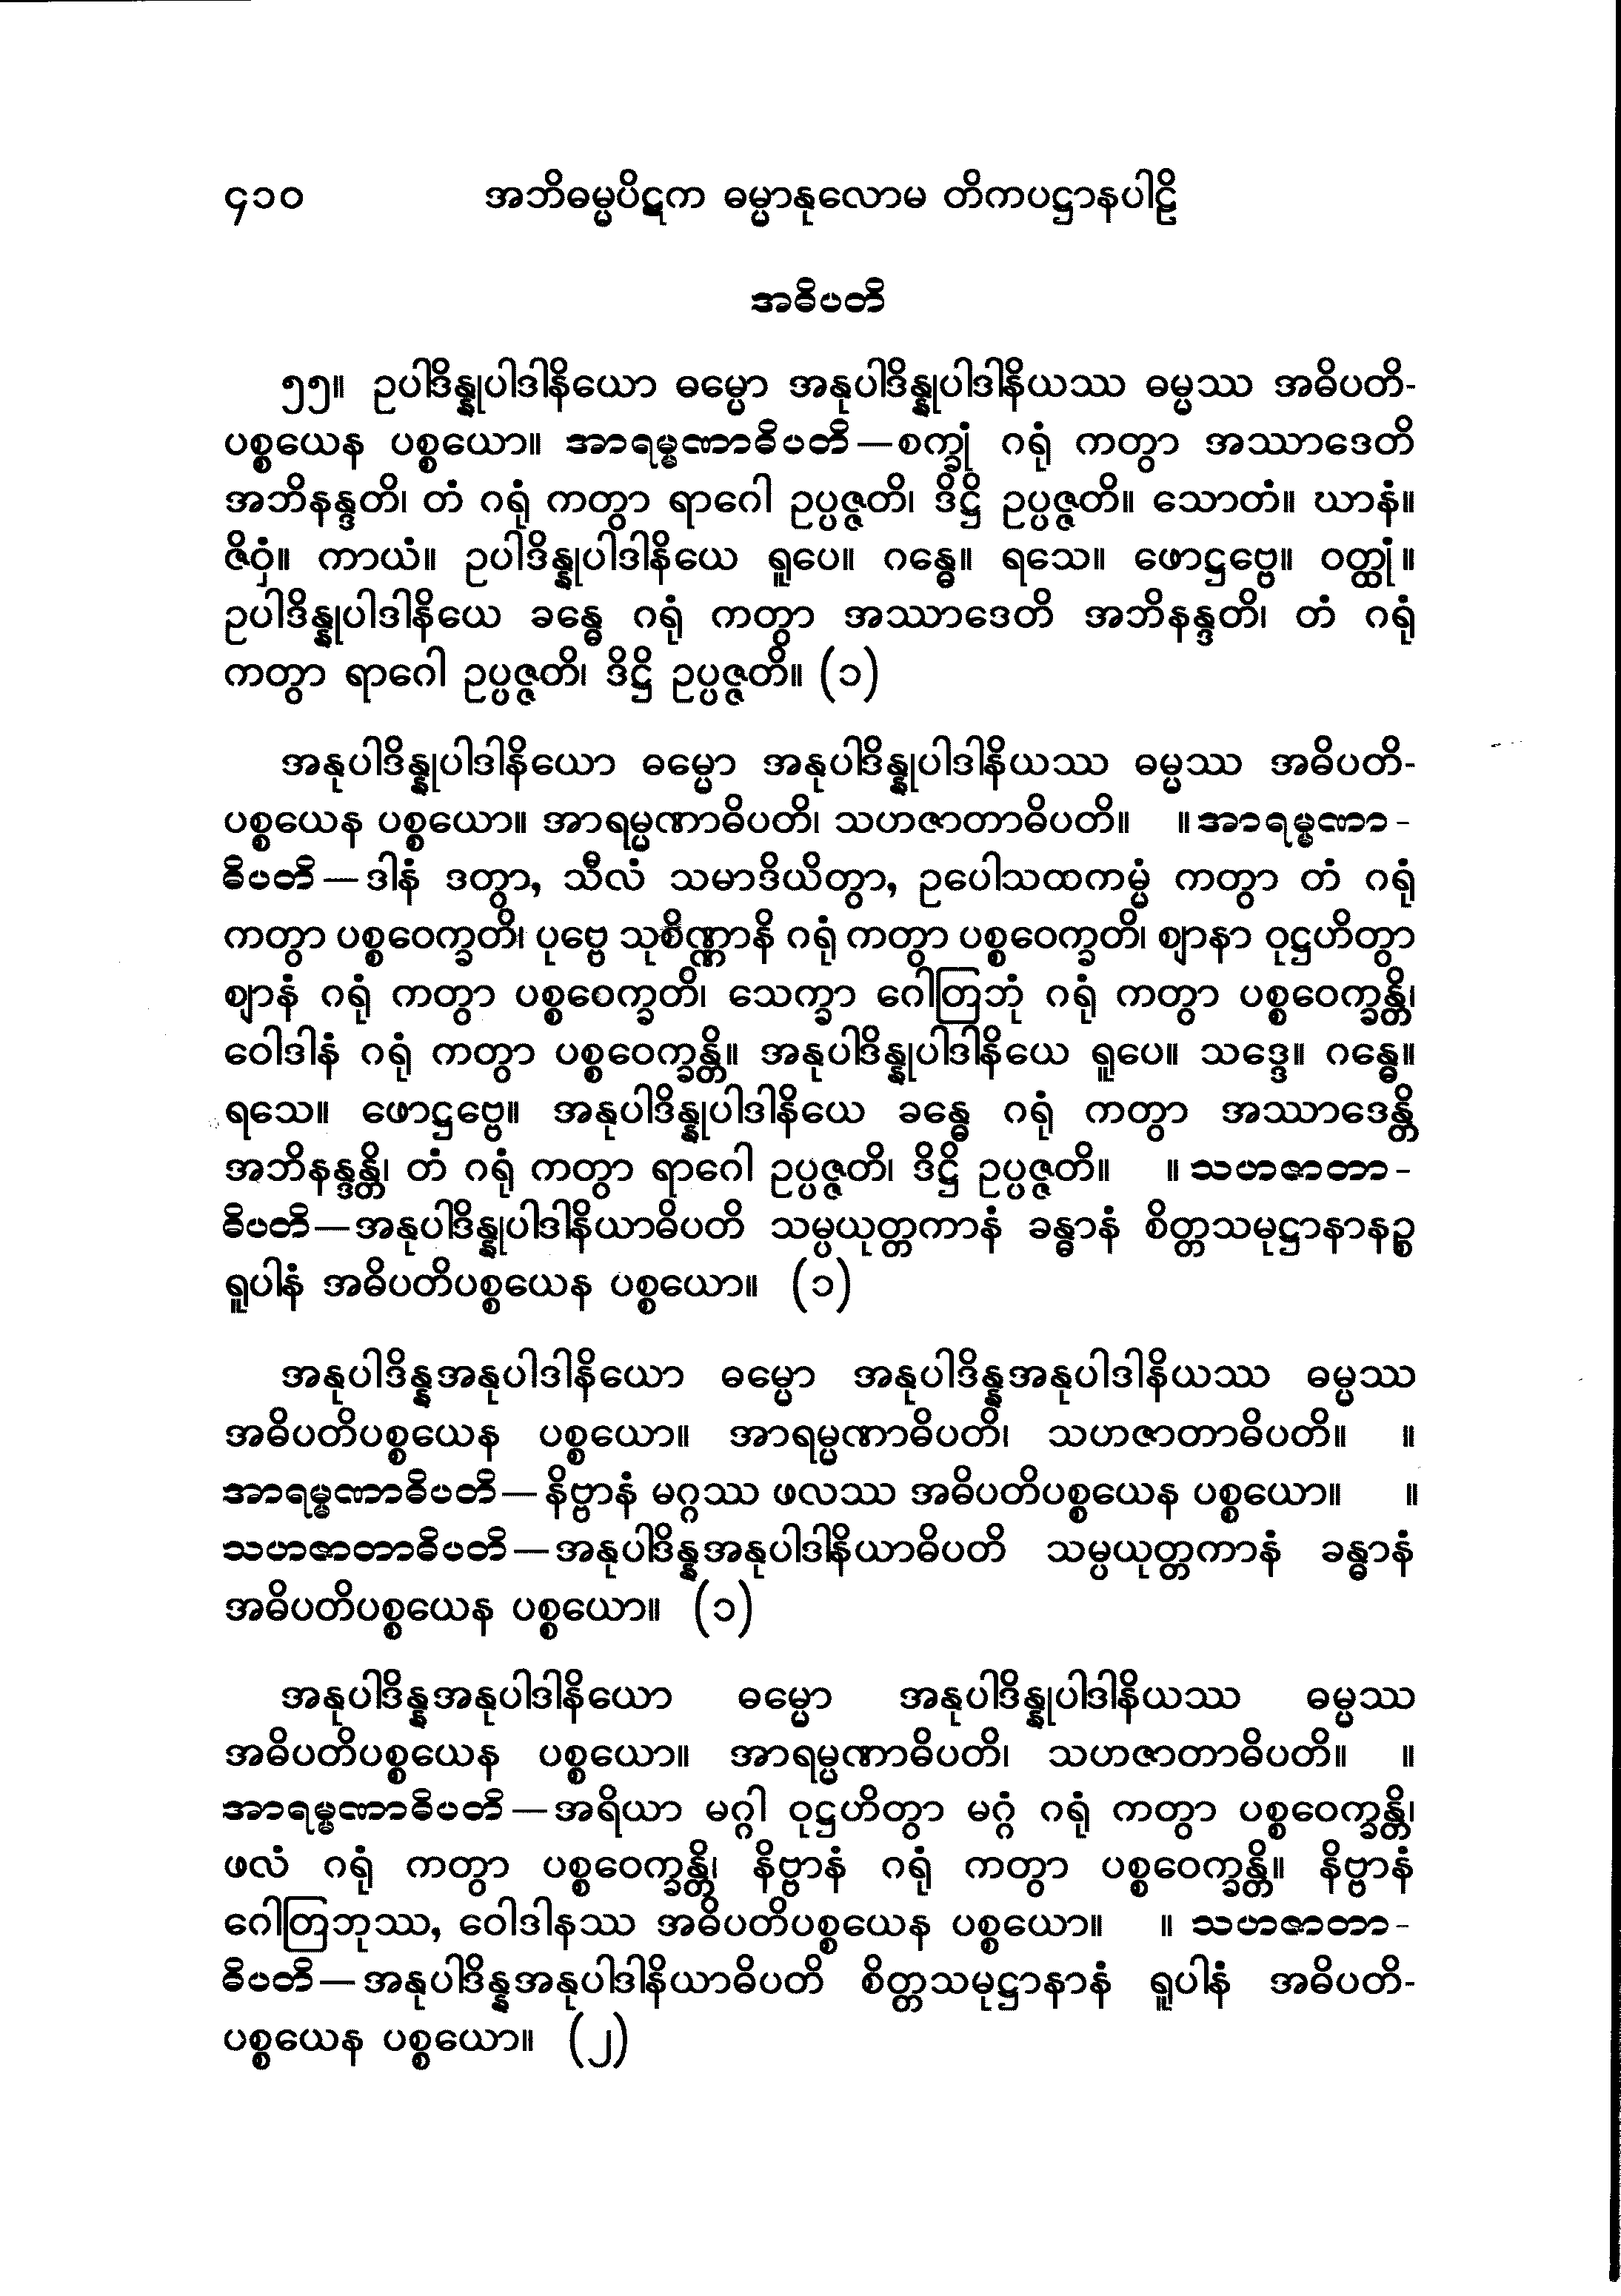 ၄၁၀ အဘိဓမ္မပိဋက ဓမ္မာနုလောမ တိကပဋ္ဌာနပါဠိ
အဓိပတိ
၅၅။ ဥပါဒိန္နုပါဒါနိယော ဓမ္မော အနုပါဒိန္နုပါဒါနိယဿ ဓမ္မဿ အဓိပတိ-
ပစ္စယေန ပစ္စယော။ အာရမ္မဏာဓိပတိ—စက္ခုံ ဂရုံ ကတွာ အဿာဒေတိ
အဘိနန္ဒတိ၊ တံ ဂရုံ ကတွာ ရာဂေါ ဥပ္ပဇ္ဇတိ၊ ဒိဋ္ဌိ ဥပ္ပဇ္ဇတိ။ သောတံ။ ဃာနံ။
ဇိဝှံ။ ကာယံ။ ဥပါဒိန္နုပါဒါနိယေ ရူပေ။ ဂန္ဓေ။ ရသေ။ ဖောဋ္ဌဗ္ဗေ။ ဝတ္ထုံ။
ဥပါဒိန္နုပါဒါနိယေ ခန္ဓေ ဂရုံ ကတွာ အဿာဒေတိ အဘိနန္ဒတိ၊ တံ ဂရုံ
ကတွာ ရာဂေါ ဥပ္ပဇ္ဇတိ၊ ဒိဋ္ဌိ ဥပ္ပဇ္ဇတိ။ (၁)
အနုပါဒိန္နုပါဒါနိယော ဓမ္မော အနုပါဒိန္နုပါဒါနိယဿ ဓမ္မဿ အဓိပတိ-
ပစ္စယေန ပစ္စယော။ အာရမ္မဏာဓိပတိ၊ သဟဇာတာဓိပတိ။ ။အာရမ္မဏာ-
ဓိပတိ—ဒါနံ ဒတွာ, သီလံ သမာဒိယိတွာ, ဥပေါသထကမ္မံ ကတွာ တံ ဂရုံ
ကတွာ ပစ္စဝေက္ခတိ၊ ပုဗ္ဗေ သုစိဏ္ဏာနိ ဂရုံ ကတွာ ပစ္စဝေက္ခတိ၊ ဈာနာ ဝုဋ္ဌဟိတွာ
ဈာနံ ဂရုံ ကတွာ ပစ္စဝေက္ခတိ၊ သေက္ခာ ဂေါတြဘုံ ဂရုံ ကတွာ ပစ္စဝေက္ခန္တိ၊
ဝေါဒါနံ ဂရုံ ကတွာ ပစ္စဝေက္ခန္တိ။ အနုပါဒိန္နုပါဒါနိယေ ရူပေ။ သဒ္ဒေ။ ဂန္ဓေ။
ရသေ။ ဖောဋ္ဌဗ္ဗေ။ အနုပါဒိန္နုပါဒါနိယေ ခန္ဓေ ဂရုံ ကတွာ အဿာဒေန္တိ
အဘိနန္ဒန္တိ၊ တံ ဂရုံ ကတွာ ရာဂေါ ဥပ္ပဇ္ဇတိ၊ ဒိဋ္ဌိ ဥပ္ပဇ္ဇတိ။ ။သဟဇာတာ-
ဓိပတိ—အနုပါဒိန္နုပါဒါနိယာဓိပတိ သမ္ပယုတ္တကာနံ ခန္ဓာနံ စိတ္တသမုဋ္ဌာနာနဉ္စ
ရူပါနံ အဓိပတိပစ္စယေန ပစ္စယော။ (၁)
အနုပါဒိန္နအနုပါဒါနိယော ဓမ္မော အနုပါဒိန္နအနုပါဒါနိယဿ ဓမ္မဿ
အဓိပတိပစ္စယေန ပစ္စယော။ အာရမ္မဏာဓိပတိ၊ သဟဇာတာဓိပတိ။ ။
အာရမ္မဏာဓိပတိ—နိဗ္ဗာနံ မဂ္ဂဿ ဖလဿ အဓိပတိပစ္စယေန ပစ္စယော။ ။
သဟဇာတာဓိပတိ—အနုပါဒိန္နအနုပါဒါနိယာဓိပတိ သမ္ပယုတ္တကာနံ ခန္ဓာနံ
အဓိပတိပစ္စယေန ပစ္စယော။ (၁)
အနုပါဒိန္နအနုပါဒါနိယော ဓမ္မော အနုပါဒိန္နုပါဒါနိယဿ ဓမ္မဿ
အဓိပတိပစ္စယေန ပစ္စယော။ အာရမ္မဏာဓိပတိ၊ သဟဇာတာဓိပတိ။ ။
အာရမ္မဏာဓိပတိ—အရိယာ မဂ္ဂါ ဝုဋ္ဌဟိတွာ မဂ္ဂံ ဂရုံ ကတွာ ပစ္စဝေက္ခန္တိ၊
ဖလံ ဂရုံ ကတွာ ပစ္စဝေက္ခန္တိ၊ နိဗ္ဗာနံ ဂရုံ ကတွာ ပစ္စဝေက္ခန္တိ။ နိဗ္ဗာနံ
ဂေါတြဘုဿ, ဝေါဒါနဿ အဓိပတိပစ္စယေန ပစ္စယော။ ။ သဟဇာတာ-
ဓိပတိ—အနုပါဒိန္နအနုပါဒါနိယာဓိပတိ စိတ္တသမုဋ္ဌာနာနံ ရူပါနံ အဓိပတိ-
ပစ္စယေန ပစ္စယော။ (၂)